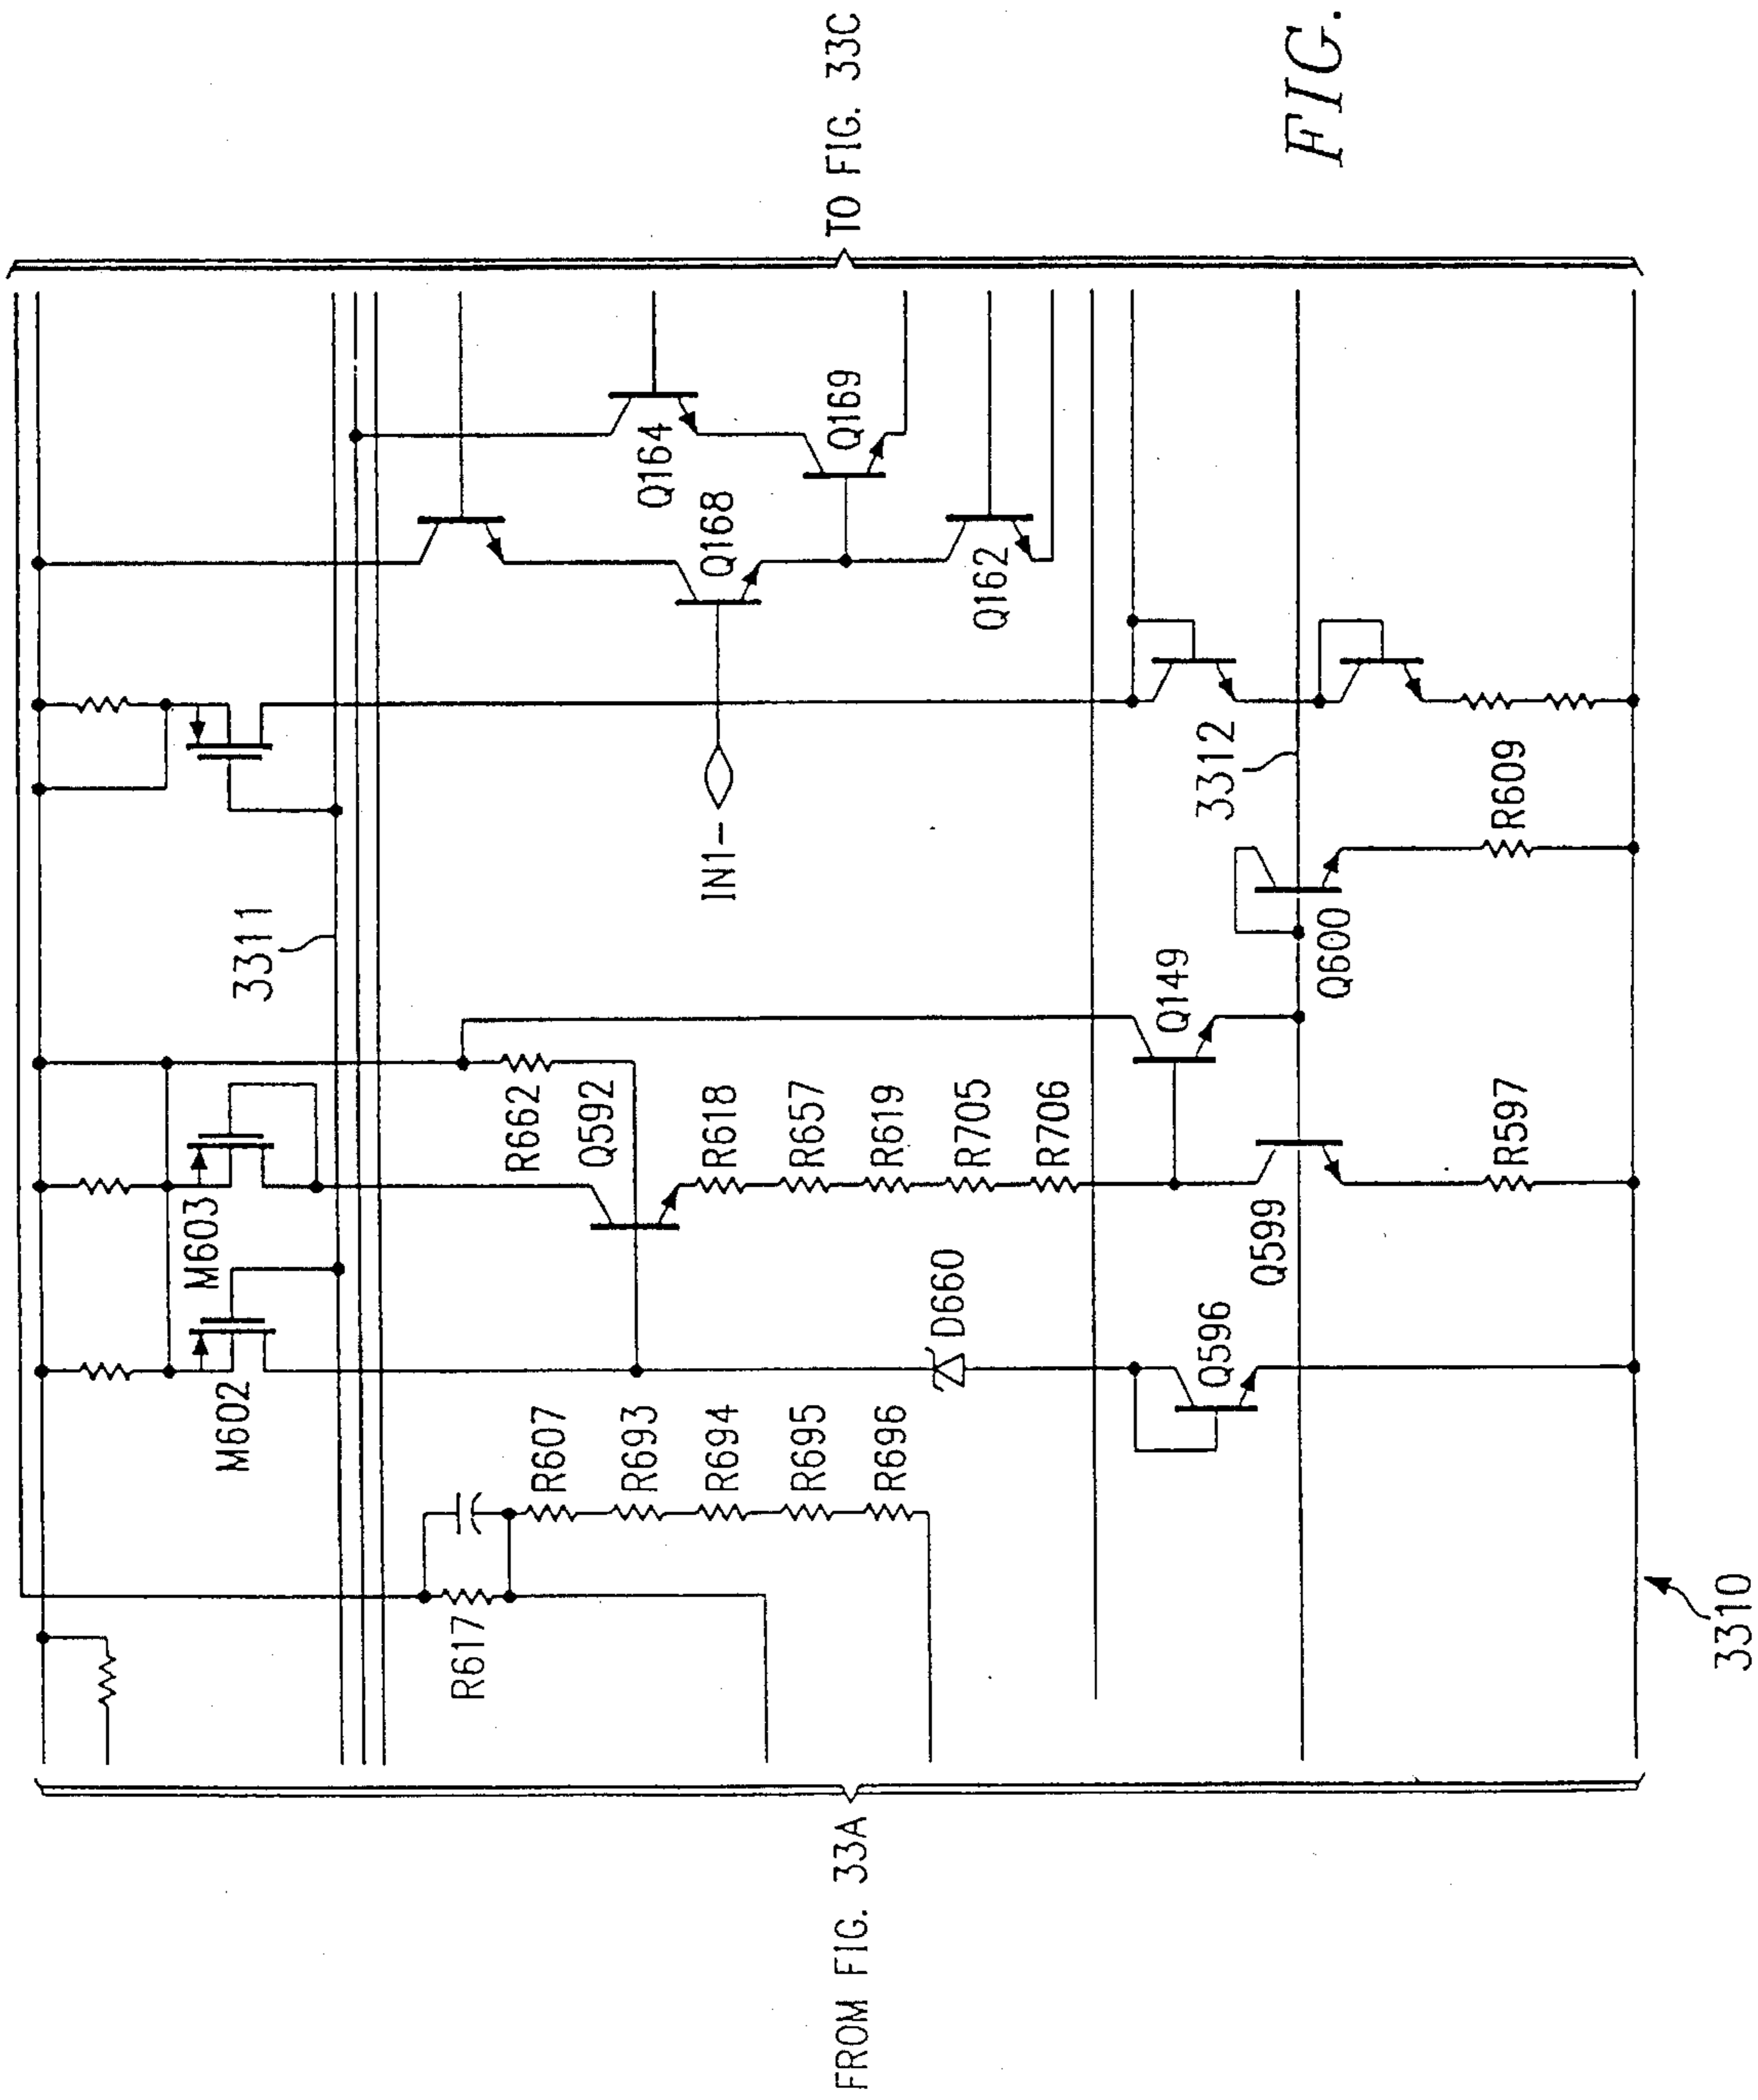 FROM FIG. 33A
TO FIG. 33C
R617
M602
M603
3311
R607
R693
R694
R695
R696
R662
Q592
R618
R657
R619
R705
R706
D660
Q596
Q599
R597
Q149
Q600
R609
3312
IN1-
Q168
Q164
Q169
Q162
3310
FIG.